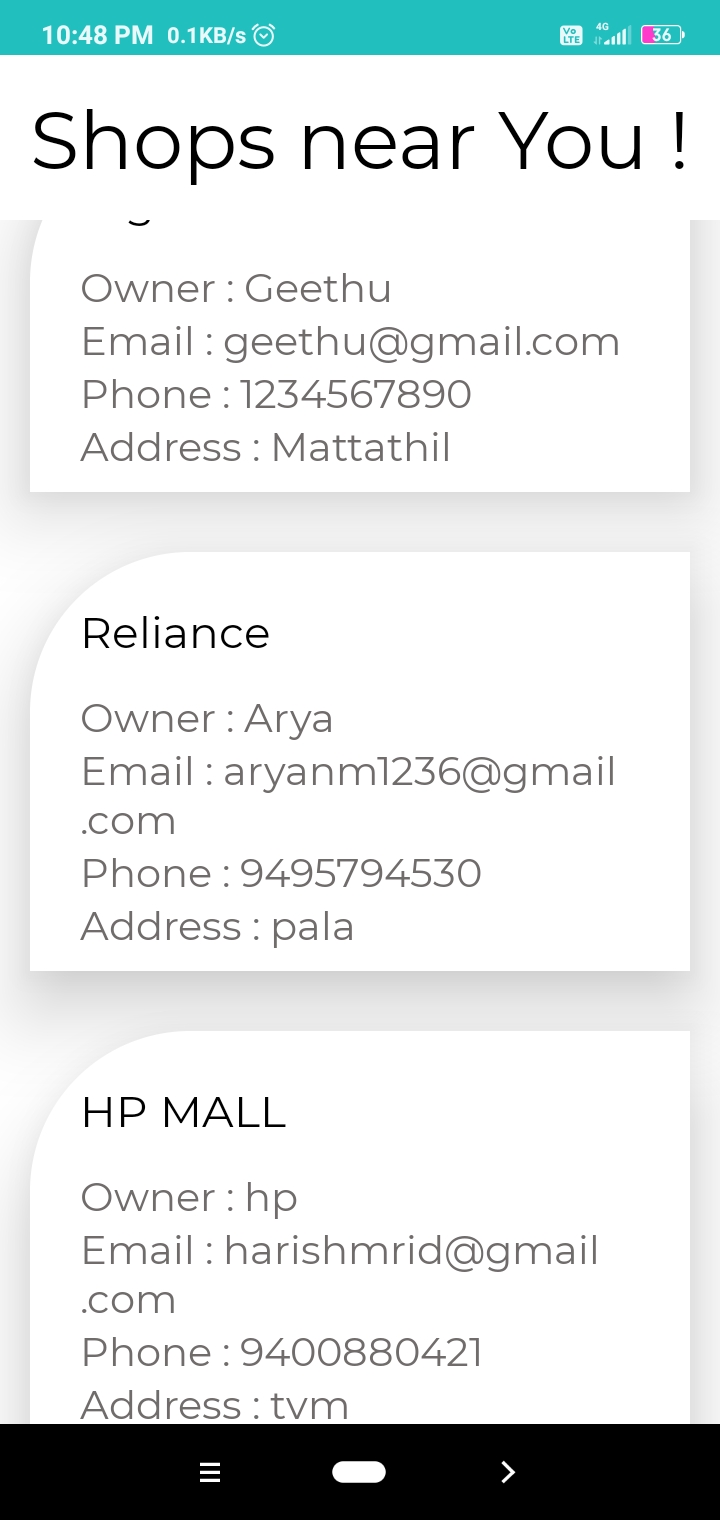 10:48 PM 0.1KB/s Vo LTE 4G 36
Shops near You !
Owner : Geethu
Email : geethu@gmail.com
Phone : 1234567890
Address : Mattathil
Reliance
Owner : Arya
Email : aryanm1236@gmail
.com
Phone : 9495794530
Address : pala
HP MALL
Owner : hp
Email : harishmrid@gmail
.com
Phone : 9400880421
Address : tvm